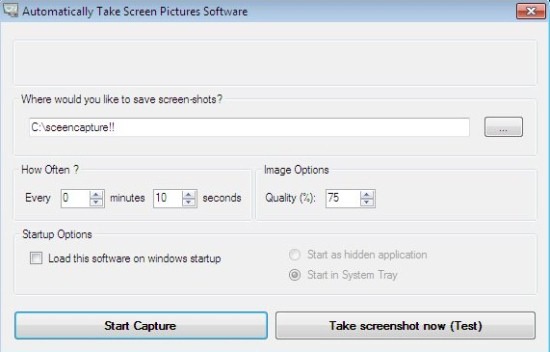 Automatically Take Screen Pictures Software
Where would you like to save screen-shots?
C:\sceencapture!!
...
How Often ?
Every 0 minutes 10 seconds
Image Options
Quality (%): 75
Startup Options
Load this software on windows startup
Start as hidden application
Start in System Tray
Start Capture
Take screenshot now (Test)